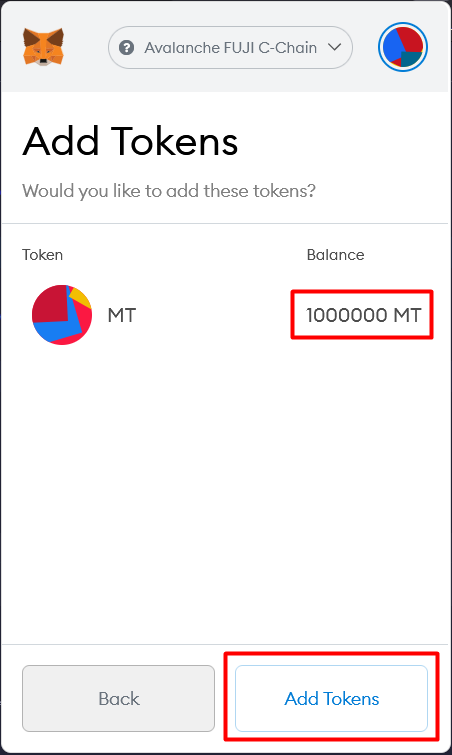 Avalanche FUJI C-Chain
Add Tokens
Would you like to add these tokens?
Token Balance
MT 1000000 MT
Back Add Tokens